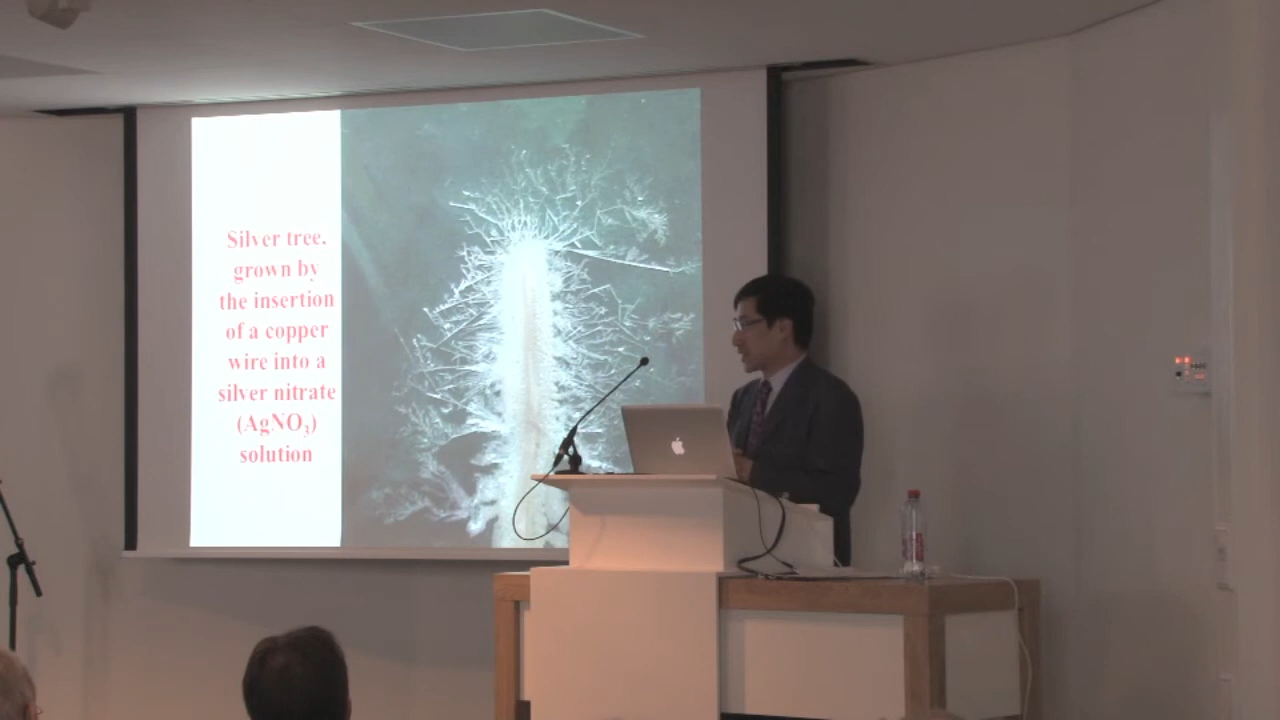 Silver tree,
grown by
the insertion
of a copper
wire into a
silver nitrate
(AgNO₃)
solution